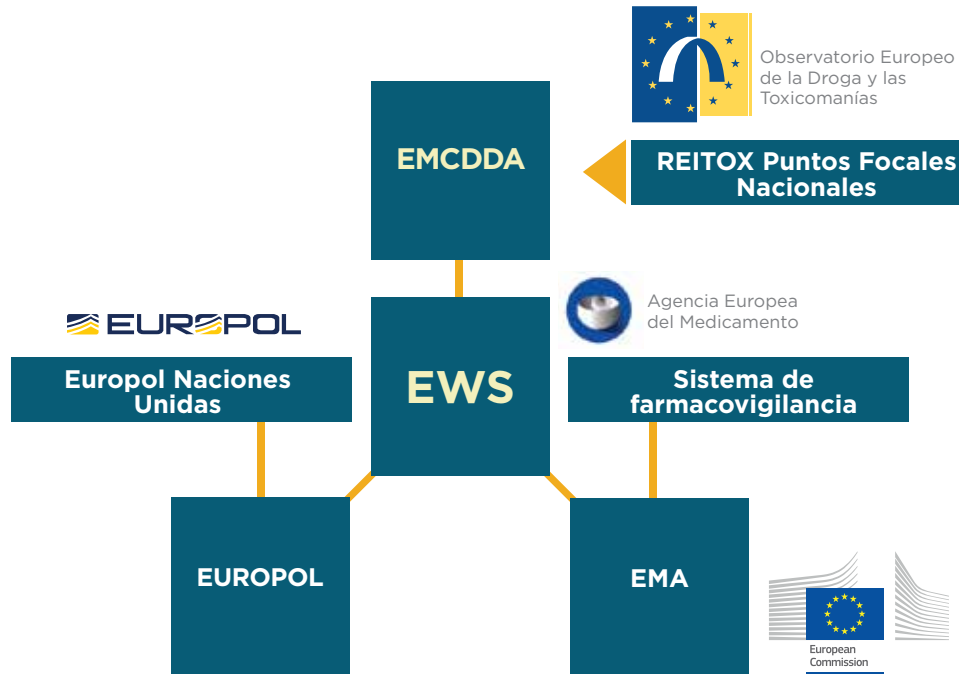 Observatorio Europeo
de la Droga y las
Toxicomanías
EMCDDA
REITOX Puntos Focales
Nacionales
EUROPOL
Agencia Europea
del Medicamento
Europol Naciones
Unidas
EWS
Sistema de
farmacovigilancia
EUROPOL
EMA
European
Commission